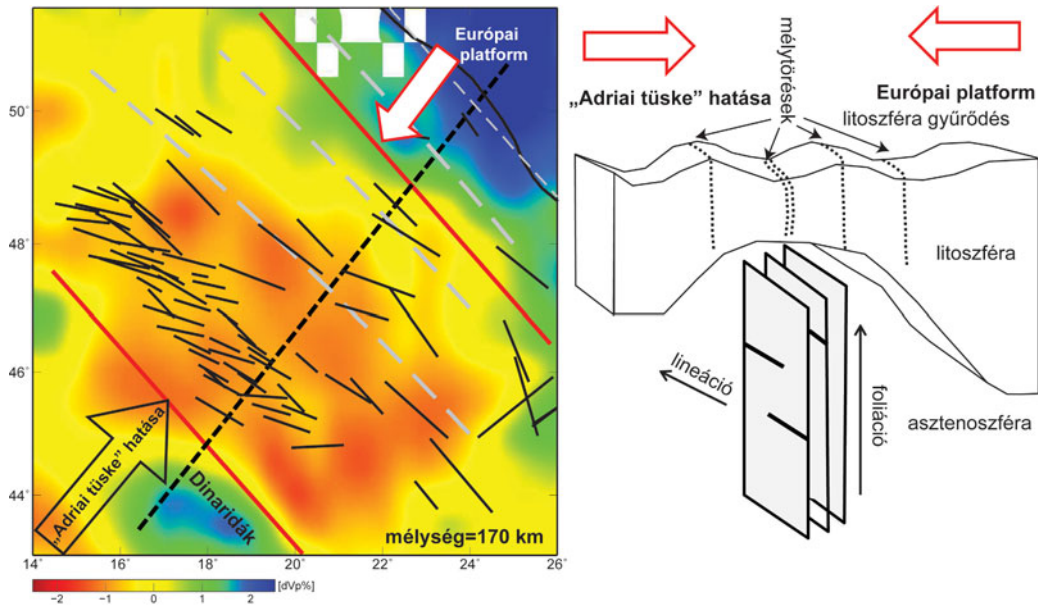 Európai
platform
50°
48°
46°
44°
„Adriai tüske” hatása
Dinaridák
mélység=170 km
14°
16°
18°
20°
22°
24°
26°
−2
−1
0
1
2
[dVp%]
„Adriai tüske” hatása
mélytörések
Európai platform
litoszféra gyűrődés
litoszféra
lineáció
foliáció
asztenoszféra